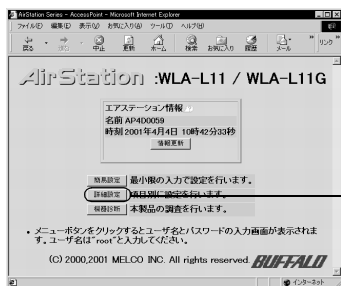 AirStation Series - AccessPoint - Microsoft Internet Explorer
ファイル(F) 編集(E) 表示(V) お気に入り(A) ツール(T) ヘルプ(H)
戻る 進む 中止 更新 ホーム 検索 お気に入り 履歴 メール リンク
AirStation :WLA-L11 / WLA-L11G
エアステーション情報
名前 AP4D0059
時刻 2001年4月4日 10時42分33秒
情報更新
簡易設定 最小限の入力で設定を行います。
詳細設定 項目別に設定を行います。
機器診断 本製品の調査を行います。
• メニューボタンをクリックするとユーザ名とパスワードの入力画面が表示されま
す。ユーザ名は"root"と入力してください。
(C) 2000,2001 MELCO INC. All rights reserved. BUFFALO
インターネット